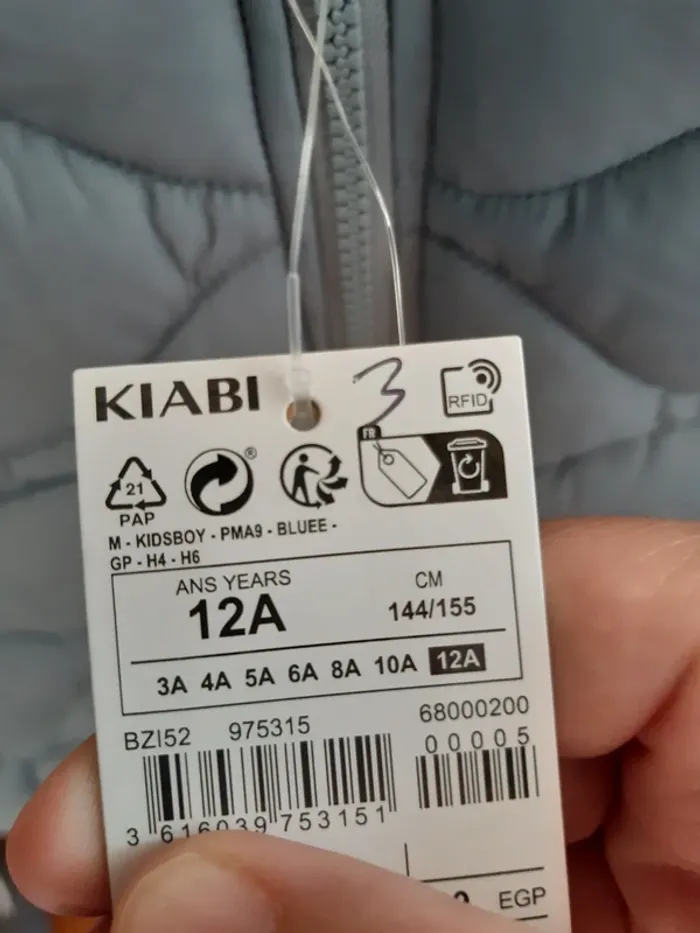 KIABI
3
RFID
FR
21
PAP
®
M - KIDSBOY - PMA9 - BLUEE -
GP - H4 - H6
ANS YEARS CM
12A 144/155
3A 4A 5A 6A 8A 10A 12A
BZI52 975315 68000200
00005
3 616039 753151
EGP